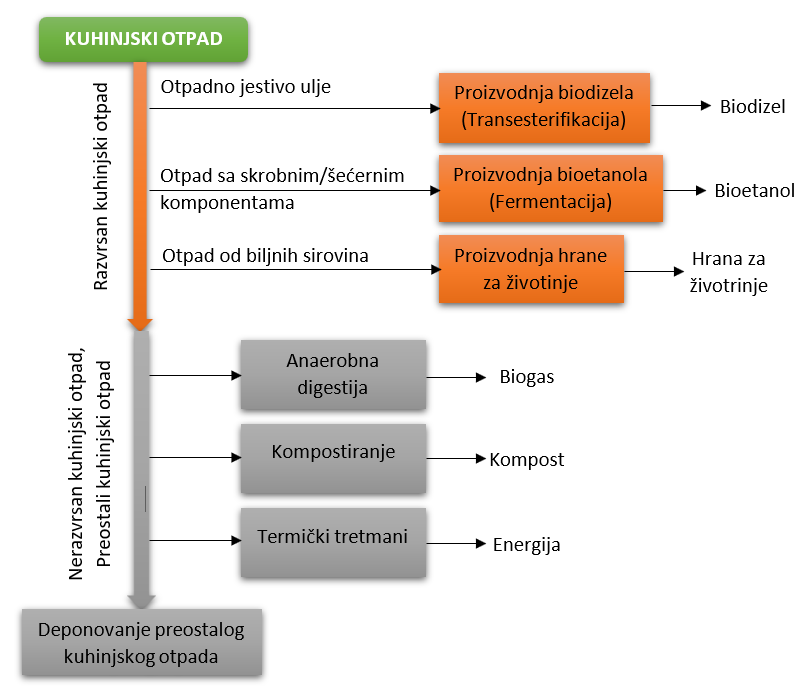 KUHINJSKI OTPAD
Razvrsan kuhinjski otpad
Otpadno jestivo ulje
Proizvodnja biodizela
(Transesterifikacija)
Biodizel
Otpad sa skrobnim/šećernim
komponentama
Proizvodnja bioetanola
(Fermentacija)
Bioetanol
Otpad od biljnih sirovina
Proizvodnja hrane
za životinje
Hrana za
životrinje
Nerazvrsan kuhinjski otpad,
Preostali kuhinjski otpad
Anaerobna
digestija
Biogas
Kompostiranje
Kompost
Termički tretmani
Energija
Deponovanje preostalog
kuhinjskog otpada